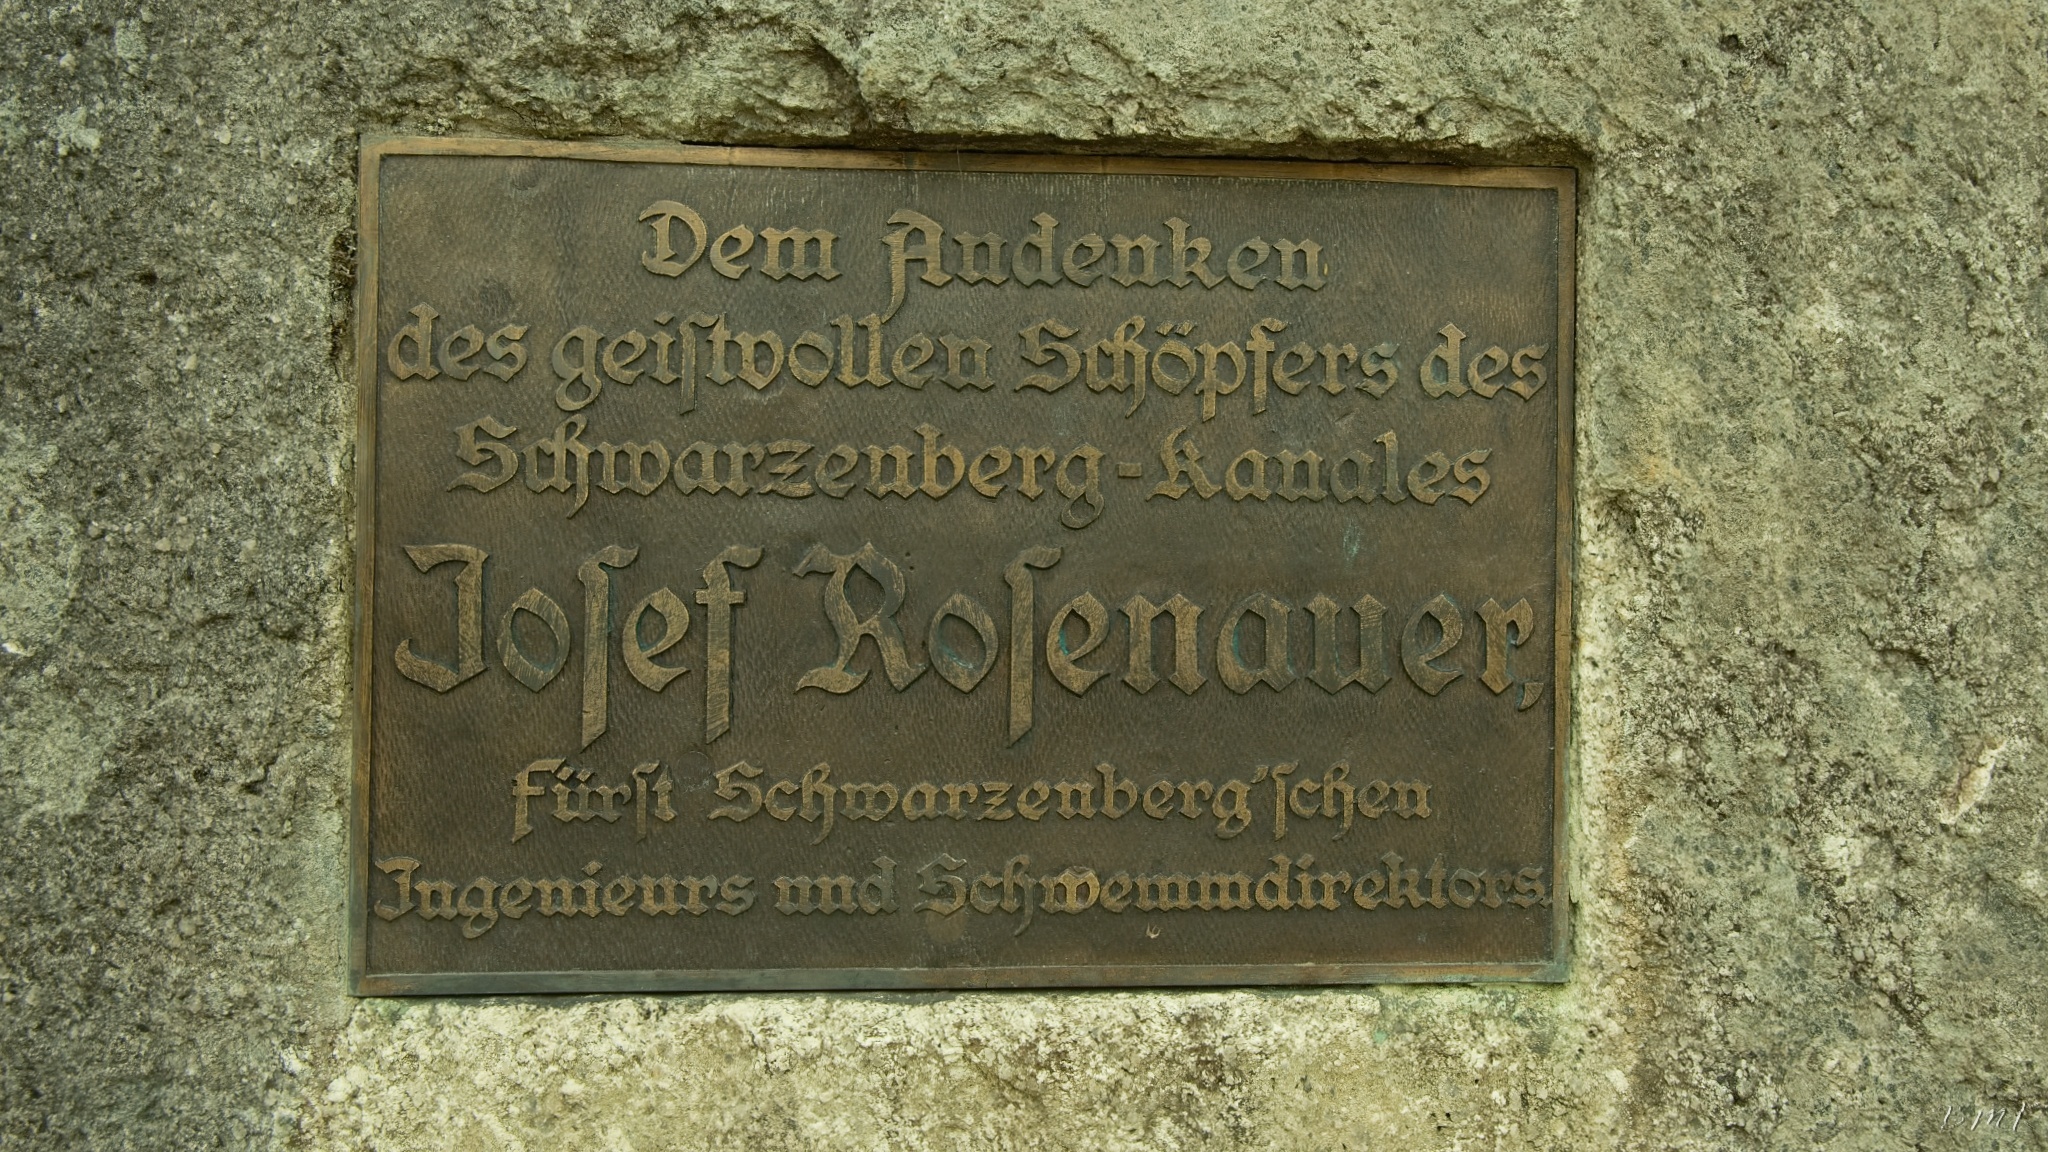 Dem Andenken
des geiſtvollen Schöpfers des
Schwarzenberg-Kanales
Joſef Roſenauer,
Fürſt Schwarzenberg'ſchen
Ingenieurs und Schwemmdirektors.